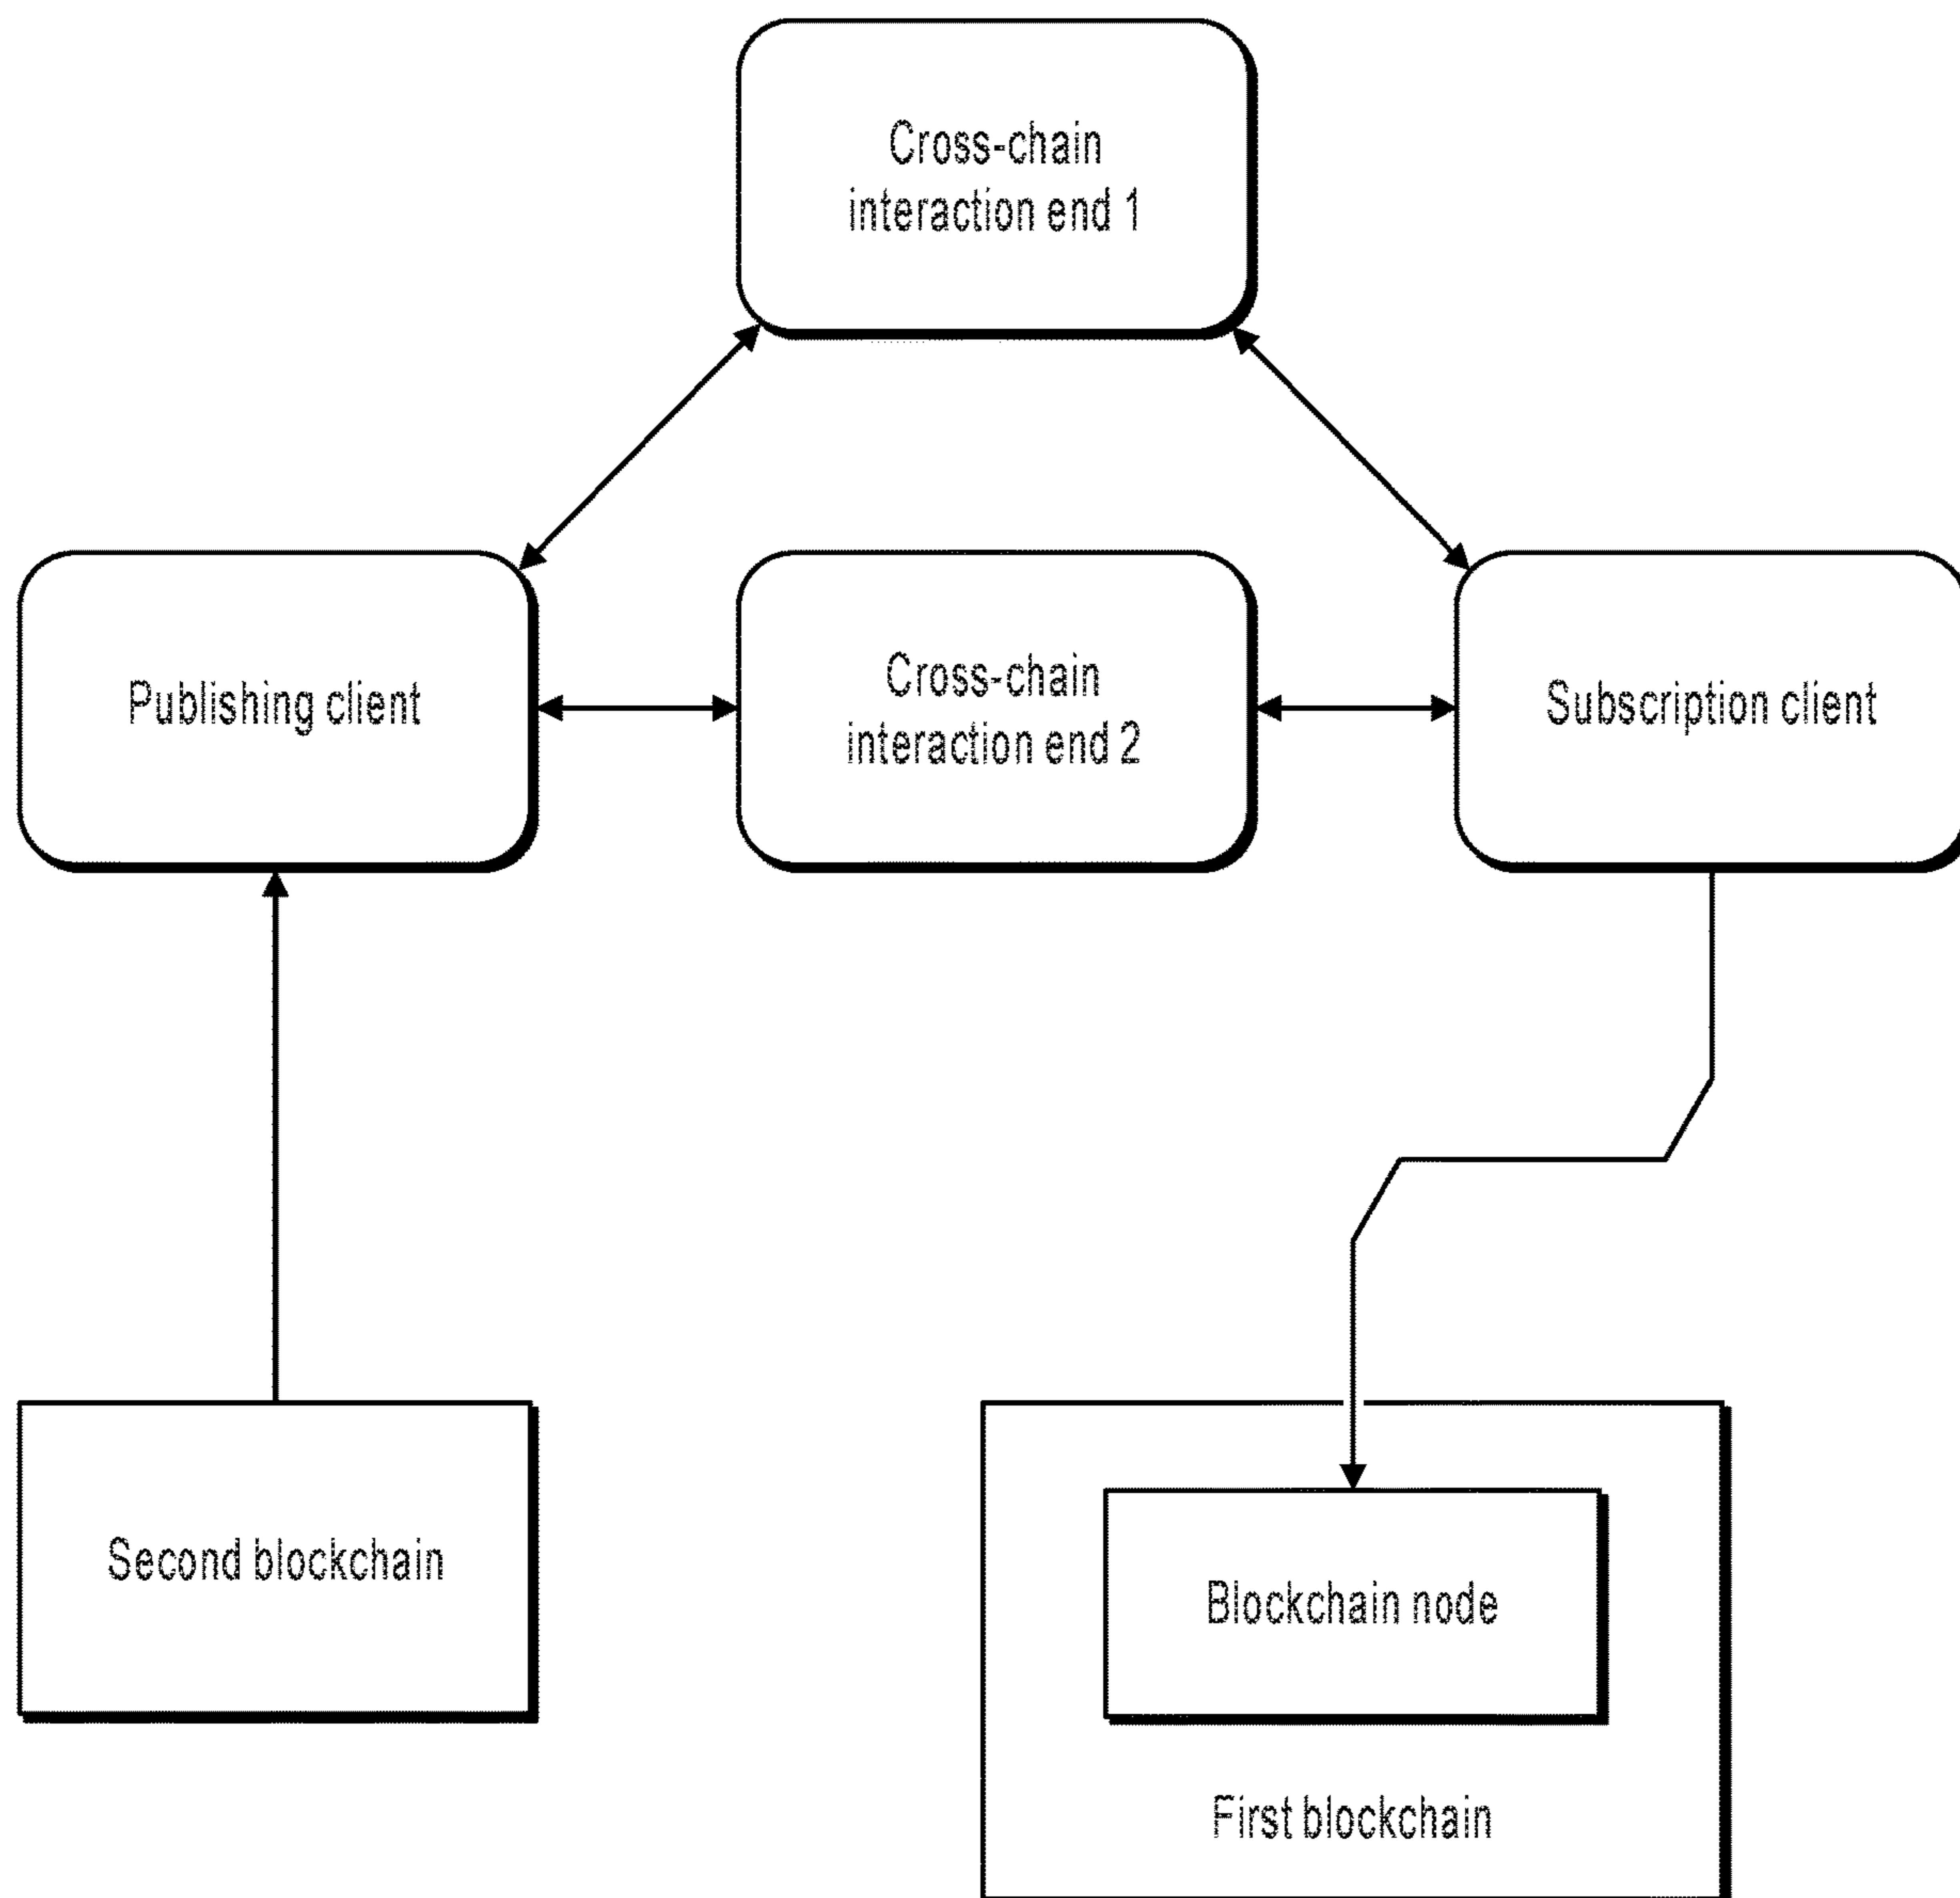 Cross-chain
interaction end 1
Publishing client
Cross-chain
interaction end 2
Subscription client
Second blockchain
Blockchain node
First blockchain